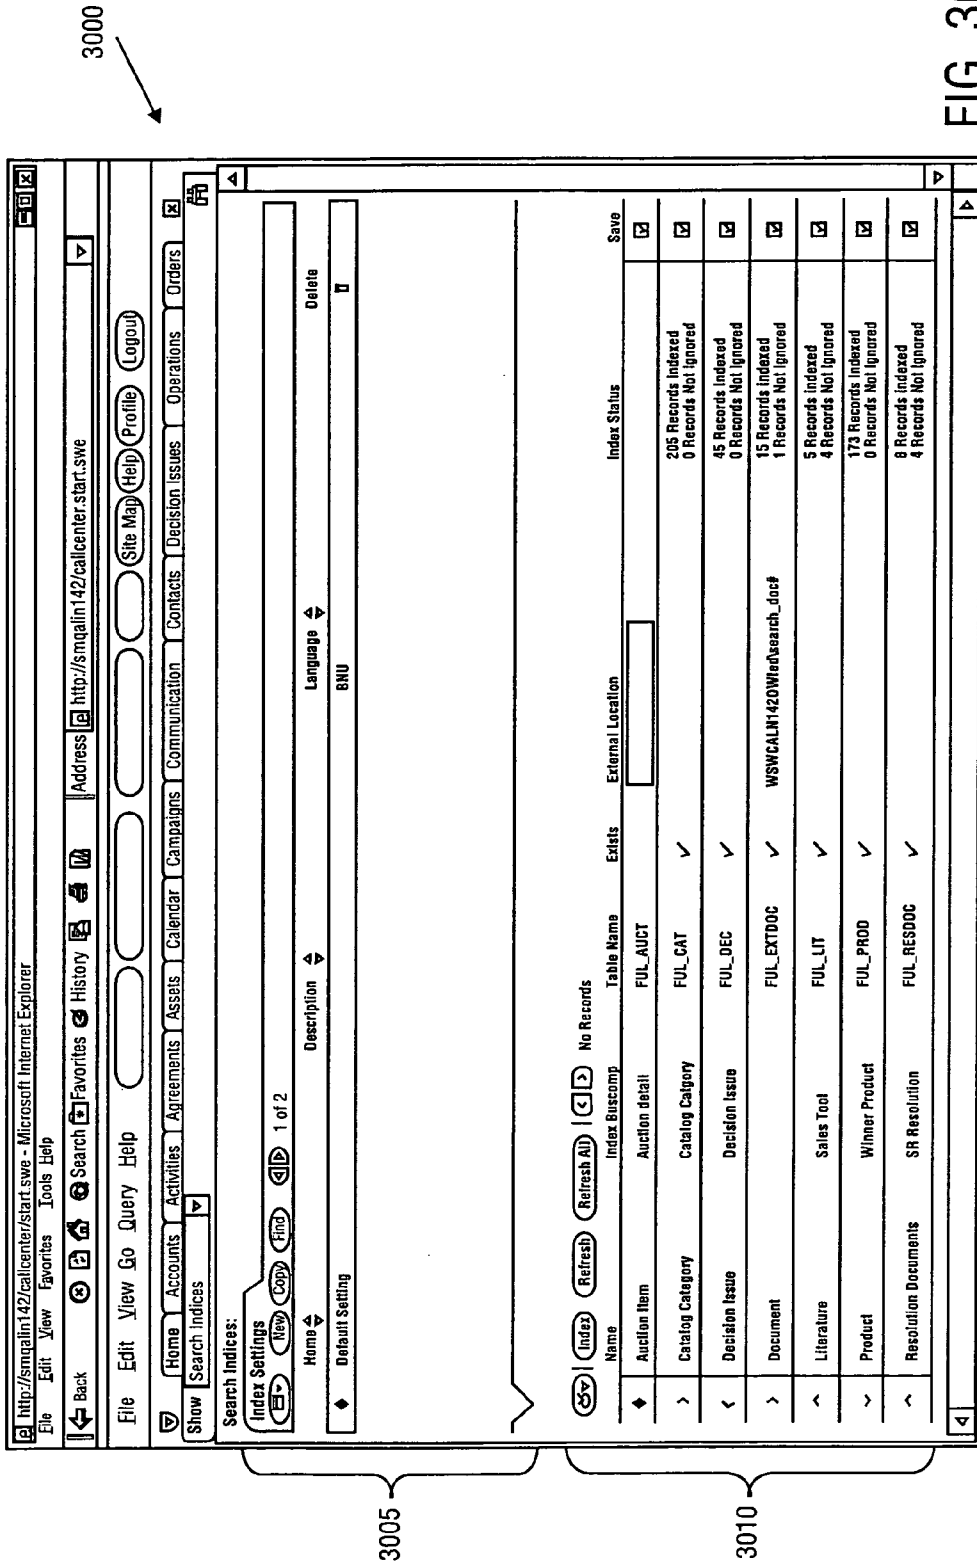 3000
http://smqalin142/callcenter/start.swe - Microsoft Internet Explorer
File Edit View Favorites Tools Help
Back Search Favorites History Address http://smqalin142/callcenter.start.swe
File Edit View Go Query Help Site Map Help Profile Logout
Home Accounts Activities Agreements Assets Calendar Campaigns Communication Contacts Decision Issues Operations Orders
Show Search Indices
Search Indices:
Index Settings
New Copy Find 1 of 2
Home Description Language Delete
Default Setting BNU
3005
Index Refresh Refresh All No Records
Name Index Buscomp Table Name Exists External Location Index Status Save
Auction Item Auction detail FUL_AUCT
Catalog Category Catalog Catgory FUL_CAT 205 Records Indexed
0 Records Not Ignored
Decision Issue Decision Issue FUL_DEC 45 Records Indexed
0 Records Not Ignored
Document FUL_EXTDOC WSWCALN142OWled\search_doc# 15 Records Indexed
1 Records Not Ignored
Literature Sales Tool FUL_LIT 5 Records Indexed
4 Records Not Ignored
Product Winner Product FUL_PROD 173 Records Indexed
0 Records Not Ignored
Resolution Documents SR Resolution FUL_RESDOC 8 Records Indexed
4 Records Not Ignored
3010
FIG. 3